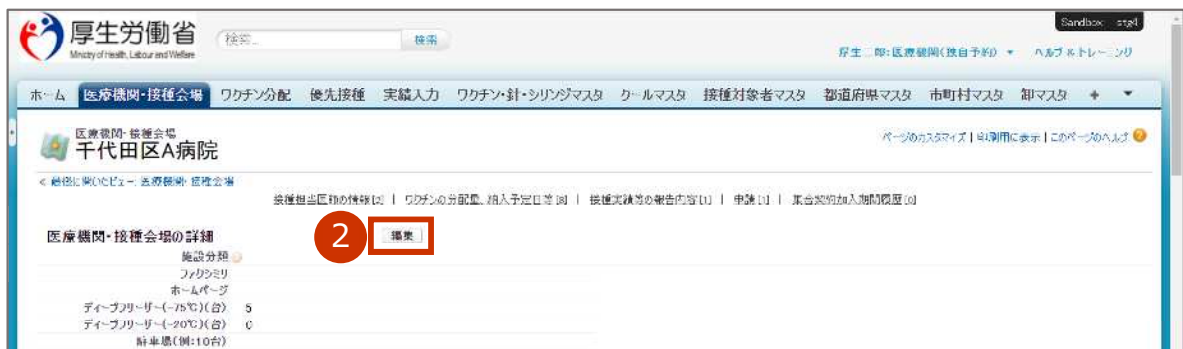 Sandbox: stg4
厚生労働省
Ministry of Health, Labour and Welfare
検索...
検索
厚生二郎:医療機関(独自予約)
ヘルプ & トレーニング
ホーム 医療機関・接種会場 ワクチン分配 優先接種 実績入力 ワクチン・針・シリンジマスタ クールマスタ 接種対象者マスタ 都道府県マスタ 市町村マスタ 卸マスタ +
医療機関・接種会場
千代田区A病院
ページのカスタマイズ | 印刷用に表示 | このページのヘルプ
< 最後に開いたビュー: 医療機関・接種会場
接種担当医師の情報 [2] | ワクチンの分配量、納入予定日等 [8] | 接種実績等の報告内容 [1] | 申請 [1] | 集合契約加入期間履歴 [0]
医療機関・接種会場の詳細
2
編集
施設分類
ファクシミリ
ホームページ
ディープフリーザー(-75℃)(台) 5
ディープフリーザー(-20℃)(台) 0
駐車場(例:10台)